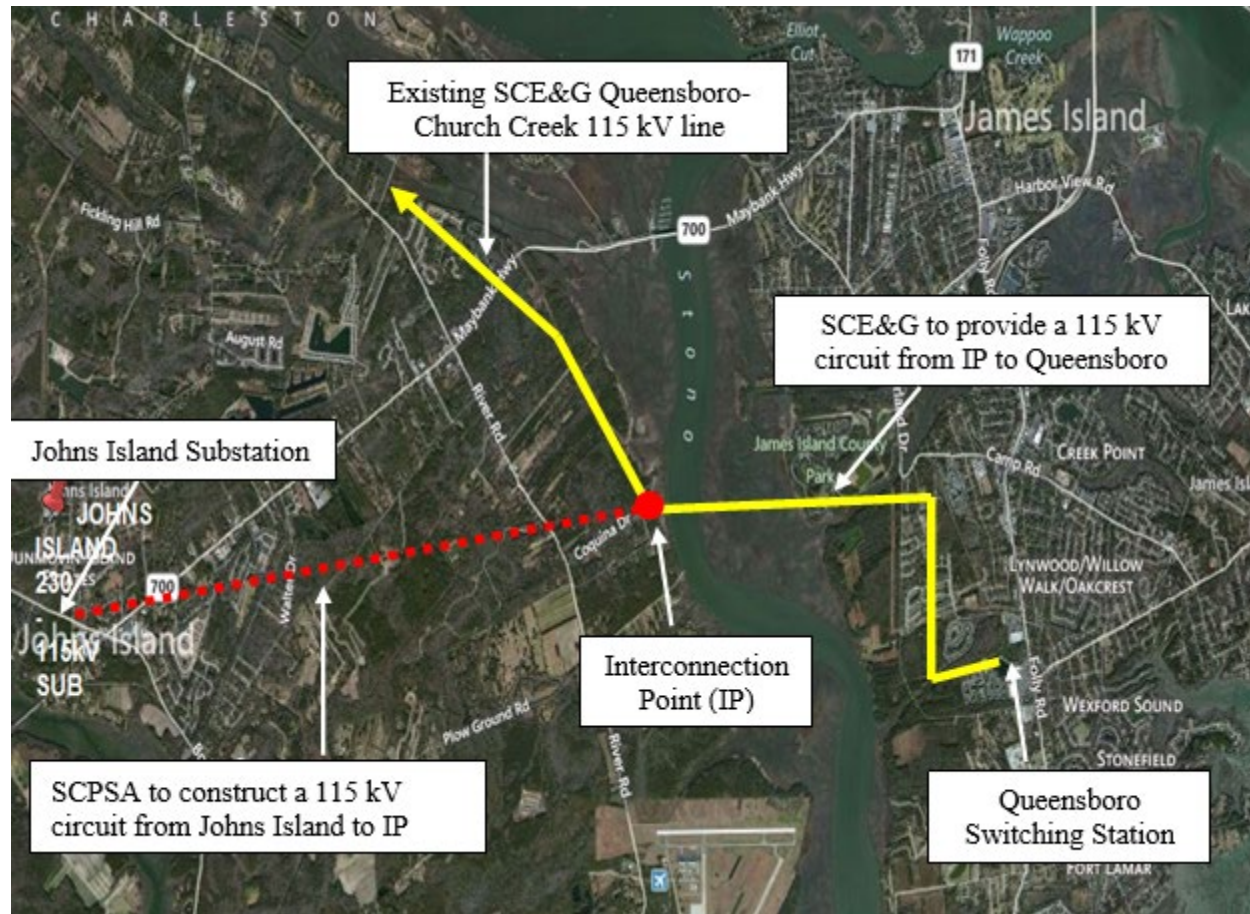 CHARLESTON
Elliot
Cut
Wappoo
Creek
171
James Island
Existing SCE&G Queensboro-
Church Creek 115 kV line
Harbor View Rd
Fickling Hill Rd
Maybank Hwy
700
Maybank Hwy
Folly Rd
Stono
SCE&G to provide a 115 kV
circuit from IP to Queensboro
August Rd
River Rd
Johns Island Substation
James Island County
Park
Camp Rd
CREEK POINT
JOHNS
ISLAND
230
-
115kV
SUB
700
Johns Island
Walter Dr
Coquina Dr
LYNWOOD/WILLOW
WALK/OAKCREST
Interconnection
Point (IP)
Folly Rd
WEXFORD SOUND
Plow Ground Rd
River Rd
STONEFIELD
SCPSA to construct a 115 kV
circuit from Johns Island to IP
Queensboro
Switching Station
FORT LAMAR